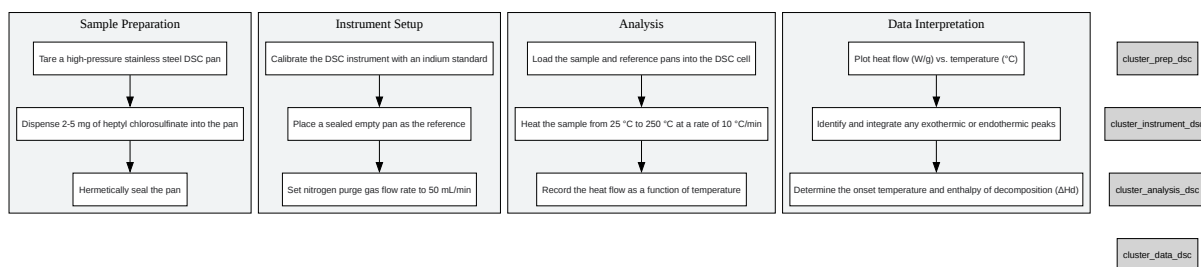 Sample Preparation
Tare a high-pressure stainless steel DSC pan
Dispense 2-5 mg of heptyl chlorosulfinate into the pan
Hermetically seal the pan
Instrument Setup
Calibrate the DSC instrument with an indium standard
Place a sealed empty pan as the reference
Set nitrogen purge gas flow rate to 50 mL/min
Analysis
Load the sample and reference pans into the DSC cell
Heat the sample from 25 °C to 250 °C at a rate of 10 °C/min
Record the heat flow as a function of temperature
Data Interpretation
Plot heat flow (W/g) vs. temperature (°C)
Identify and integrate any exothermic or endothermic peaks
Determine the onset temperature and enthalpy of decomposition (ΔHd)
cluster_prep_dsc
cluster_instrument_dsc
cluster_analysis_dsc
cluster_data_dsc